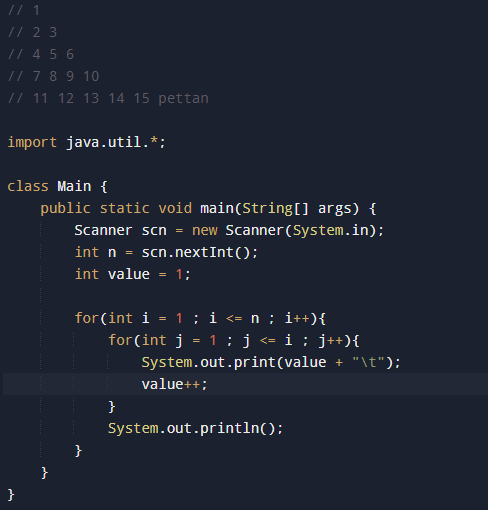 // 1
// 2 3
// 4 5 6
// 7 8 9 10
// 11 12 13 14 15 pettan
import java.util.*;
class Main {
    public static void main(String[] args) {
        Scanner scn = new Scanner(System.in);
        int n = scn.nextInt();
        int value = 1;
        for(int i = 1 ; i <= n ; i++){
            for(int j = 1 ; j <= i ; j++){
                System.out.print(value + "\t");
                value++;
            }
            System.out.println();
        }
    }
}